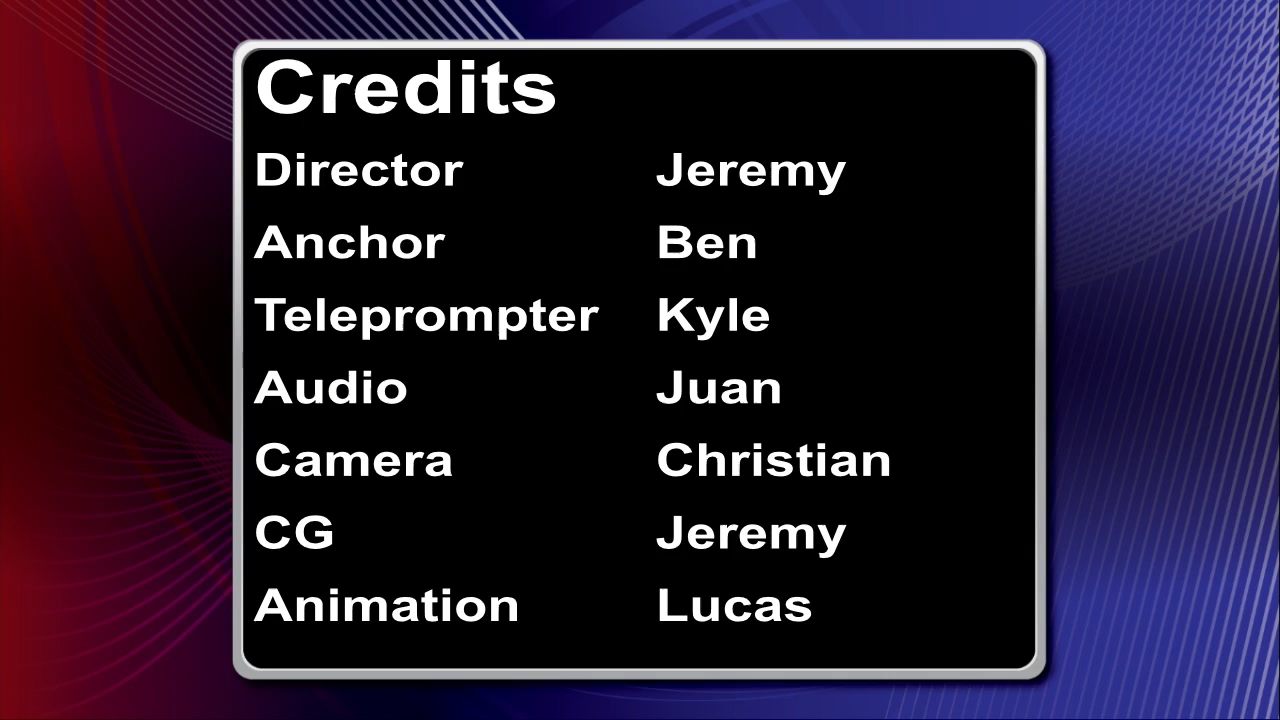 Credits
Director Jeremy
Anchor Ben
Teleprompter Kyle
Audio Juan
Camera Christian
CG Jeremy
Animation Lucas